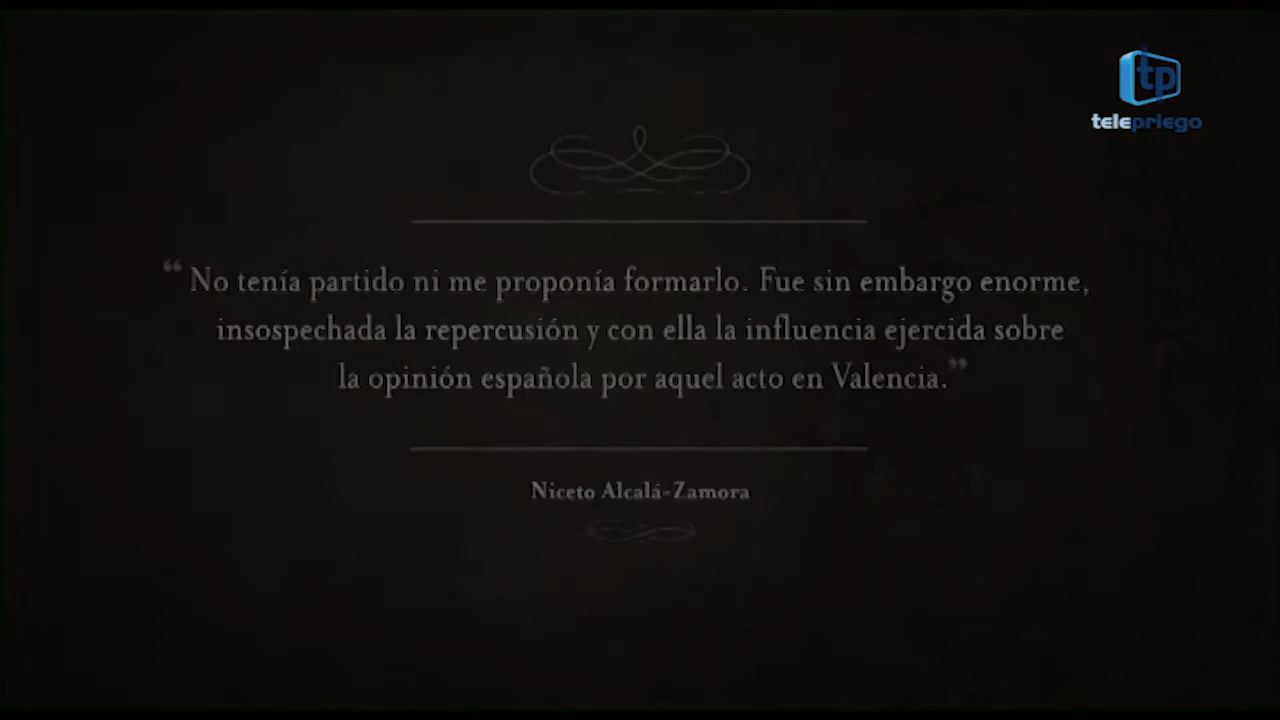 tp
telepriego
“ No tenía partido ni me proponía formarlo. Fue sin embargo enorme,
insospechada la repercusión y con ella la influencia ejercida sobre
la opinión española por aquel acto en Valencia.”
Niceto Alcalá-Zamora